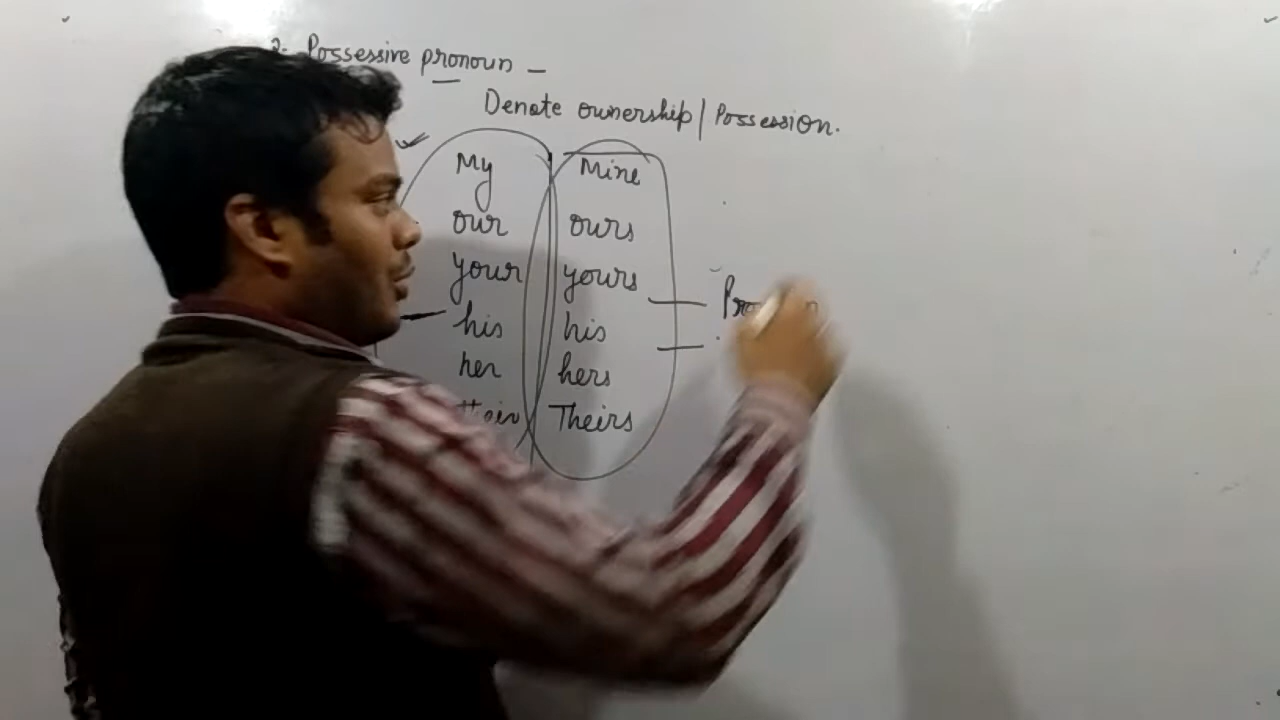 2. Possessive pronoun -
Denote ownership / Possession.
My Mine
our ours
your yours
his his
her hers
their Theirs